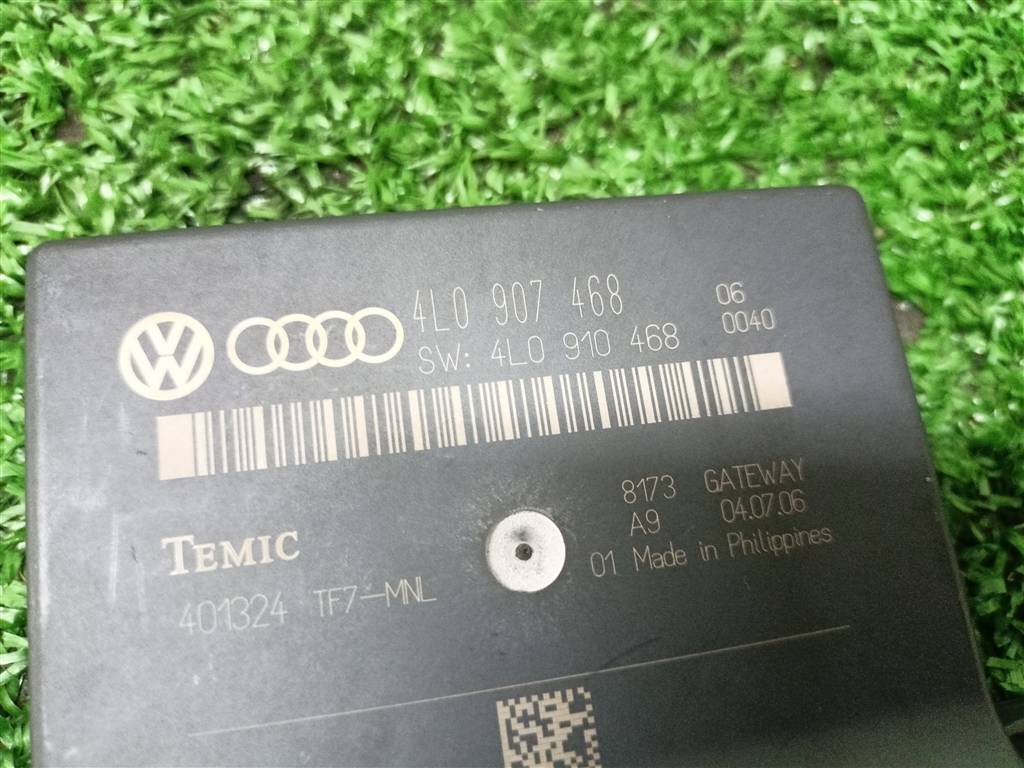 4L0 907 468 06
SW: 4L0 910 468 0040
8173 GATEWAY
A9 04.07.06
01 Made in Philippines
TEMIC
401324 TF7-MNL